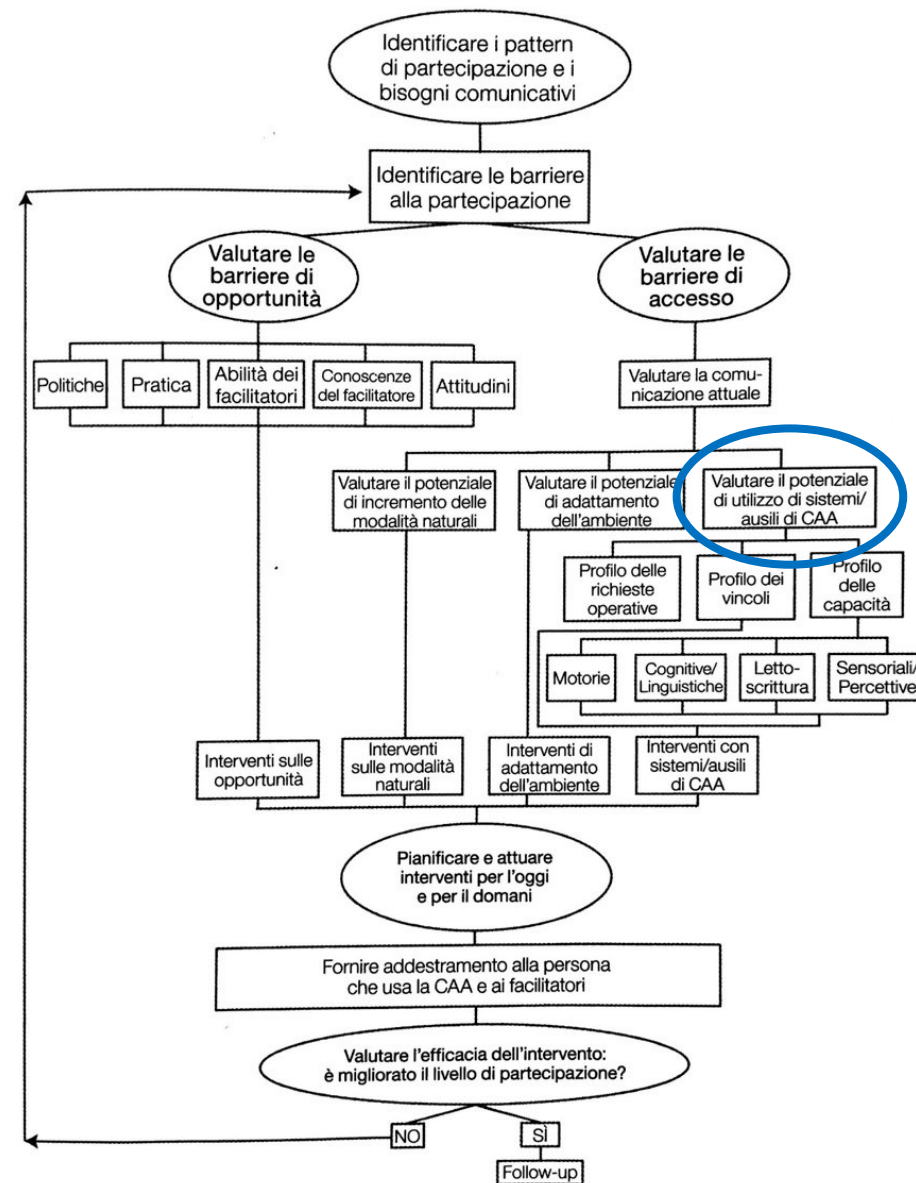 Identificare i pattern
di partecipazione e i
bisogni comunicativi
Identificare le barriere
alla partecipazione
Valutare le
barriere di
opportunità
Valutare le
barriere di
accesso
Politiche
Pratica
Abilità dei
facilitatori
Conoscenze
del facilitatore
Attitudini
Valutare la comu-
nicazione attuale
Valutare il potenziale
di incremento delle
modalità naturali
Valutare il potenziale
di adattamento
dell'ambiente
Valutare il potenziale
di utilizzo di sistemi/
ausili di CAA
Profilo delle
richieste
operative
Profilo dei
vincoli
Profilo
delle
capacità
Motorie
Cognitive/
Linguistiche
Letto-
scrittura
Sensoriali/
Percettive
Interventi sulle
opportunità
Interventi
sulle modalità
naturali
Interventi di
adattamento
dell'ambiente
Interventi con
sistemi/ausili
di CAA
Pianificare e attuare
interventi per l'oggi
e per il domani
Fornire addestramento alla persona
che usa la CAA e ai facilitatori
Valutare l'efficacia dell'intervento:
è migliorato il livello di partecipazione?
NO
SÌ
Follow-up